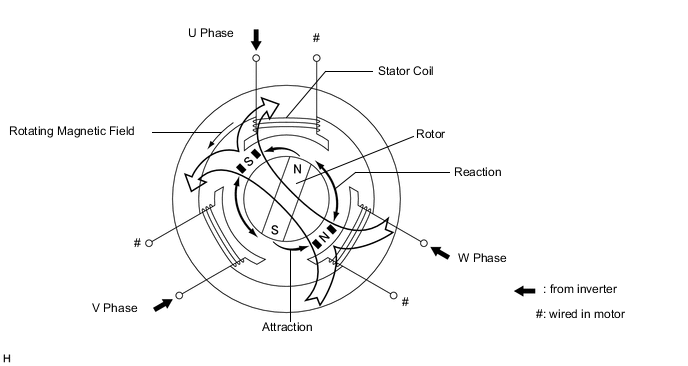 U Phase
#
Stator Coil
Rotating Magnetic Field
Rotor
S
N
Reaction
S
N
#
W Phase
V Phase
#
: from inverter
#: wired in motor
Attraction
H